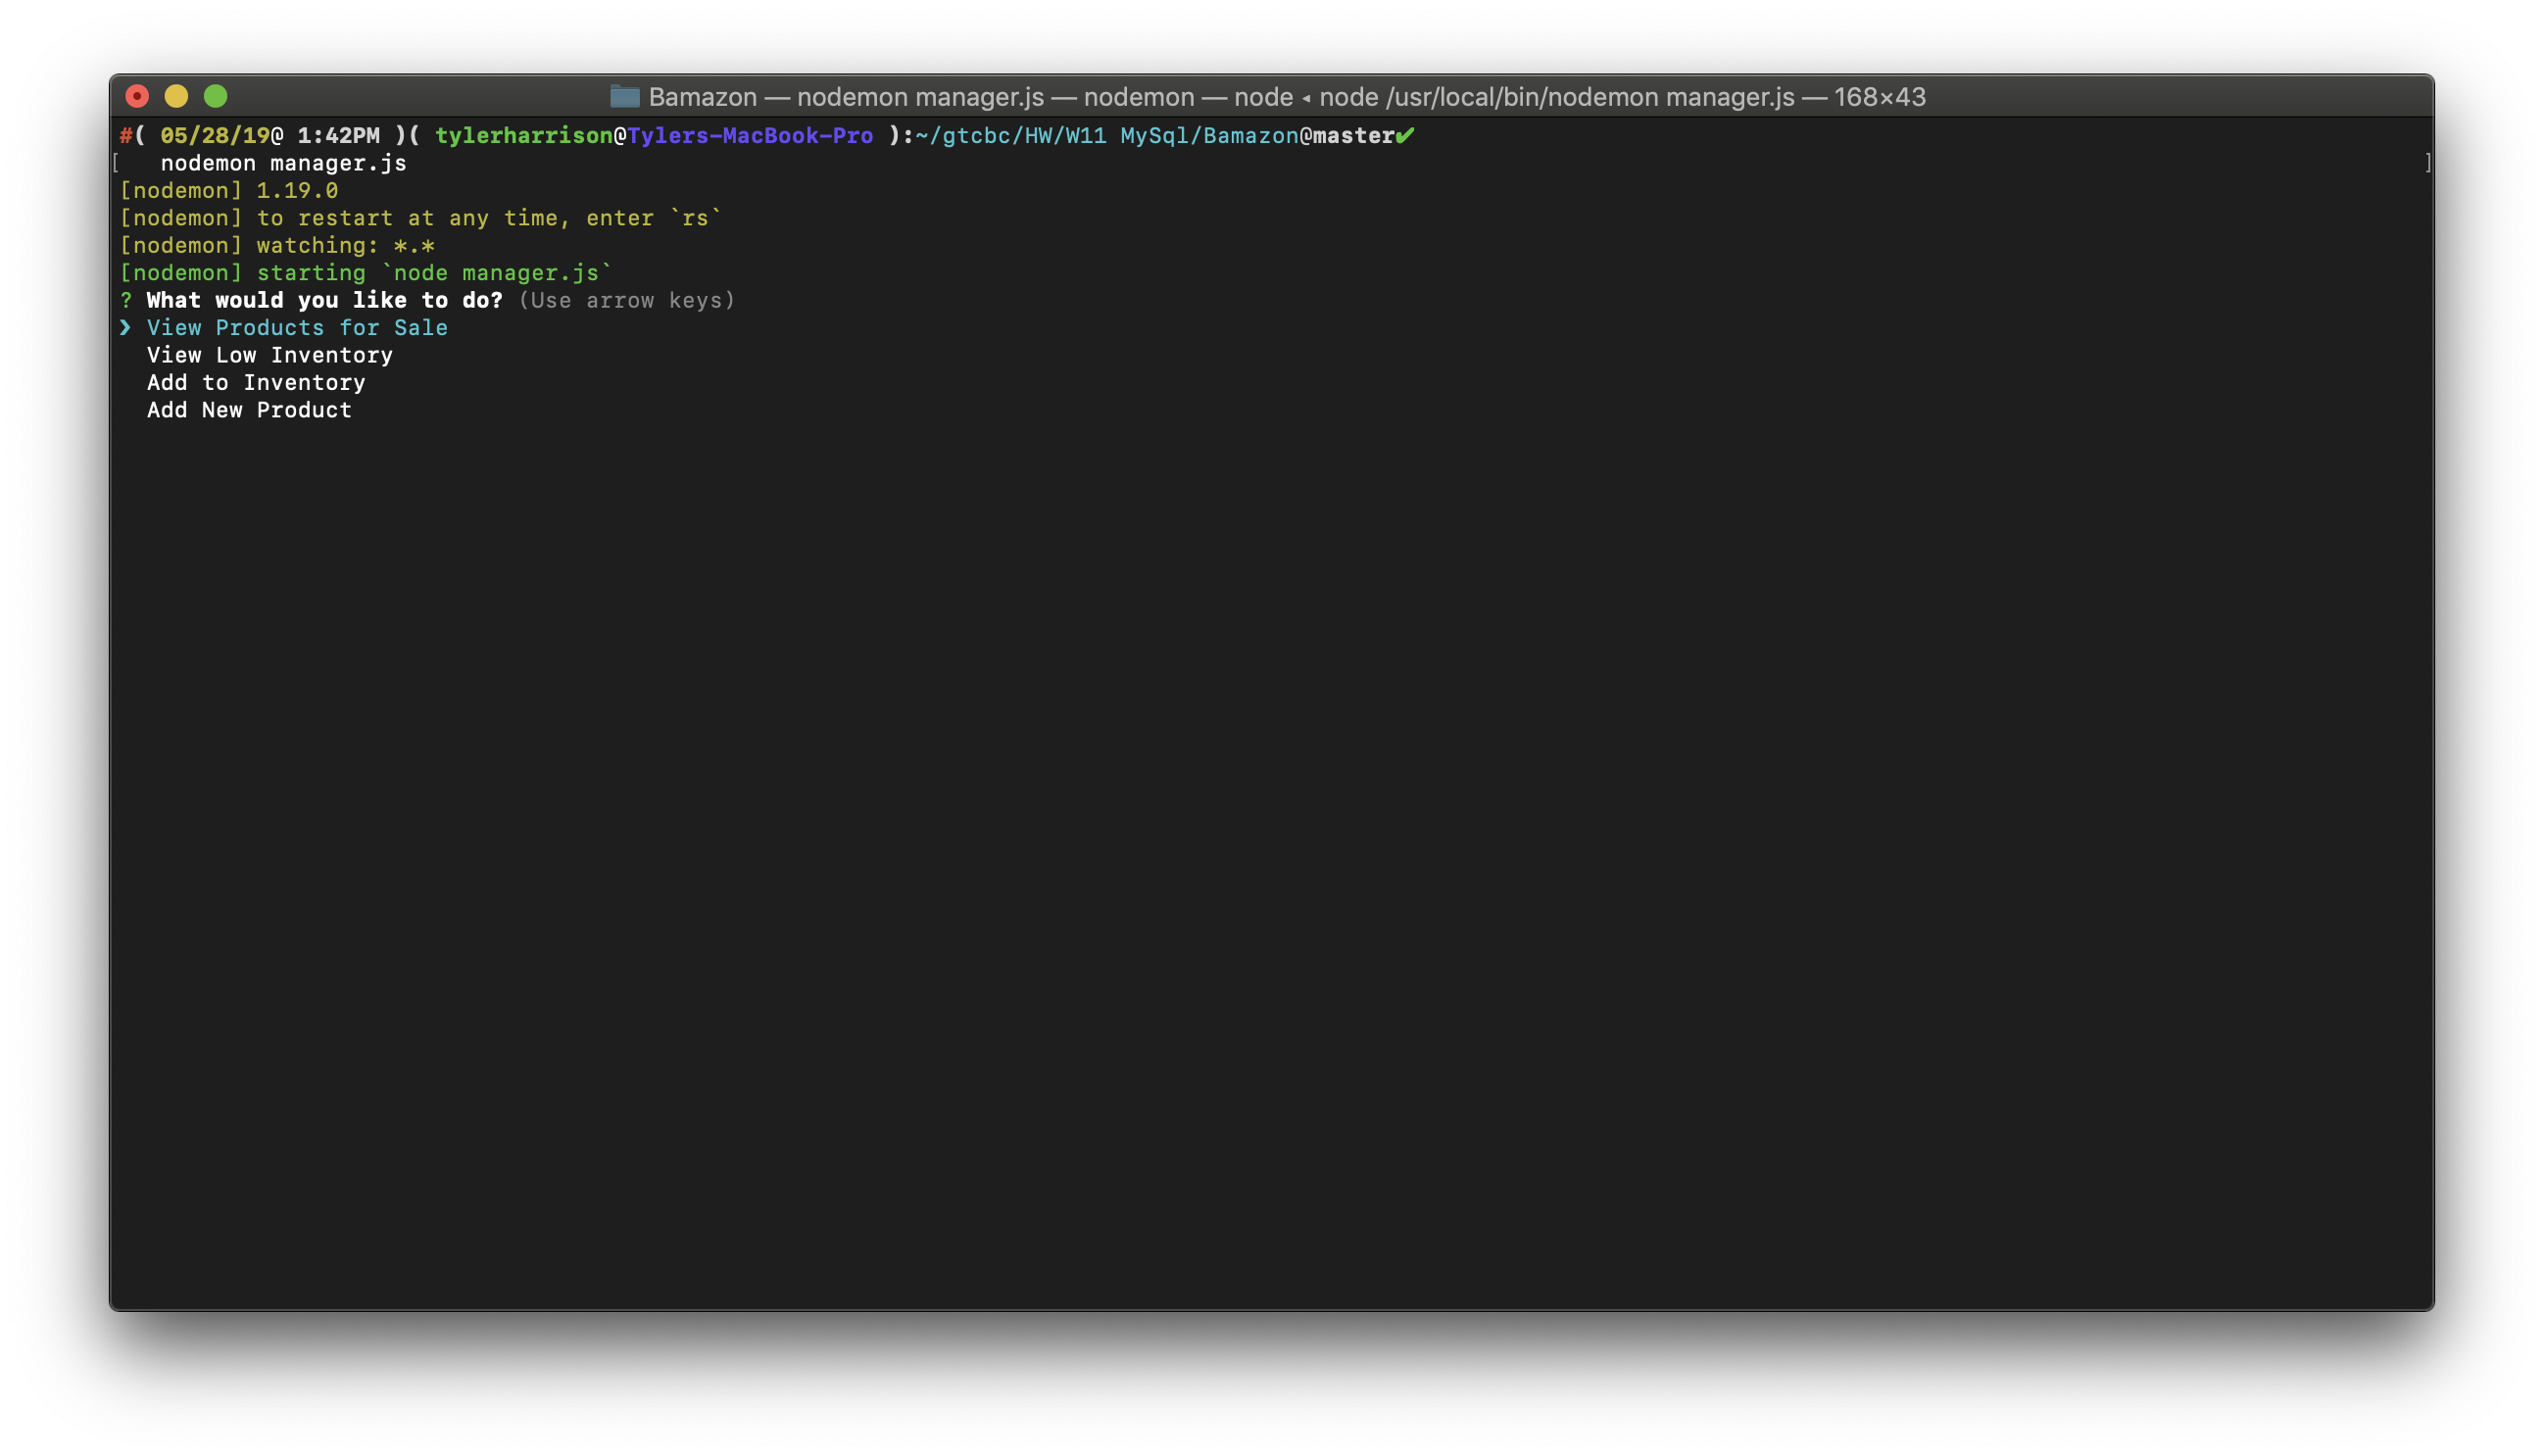 Bamazon — nodemon manager.js — nodemon — node ◂ node /usr/local/bin/nodemon manager.js — 168×43
#( 05/28/19@ 1:42PM )( tylerharrison@Tylers-MacBook-Pro ):~/gtcbc/HW/W11 MySql/Bamazon@master✔
[   nodemon manager.js ]
[nodemon] 1.19.0
[nodemon] to restart at any time, enter `rs`
[nodemon] watching: *.*
[nodemon] starting `node manager.js`
? What would you like to do? (Use arrow keys)
❯ View Products for Sale
  View Low Inventory
  Add to Inventory
  Add New Product